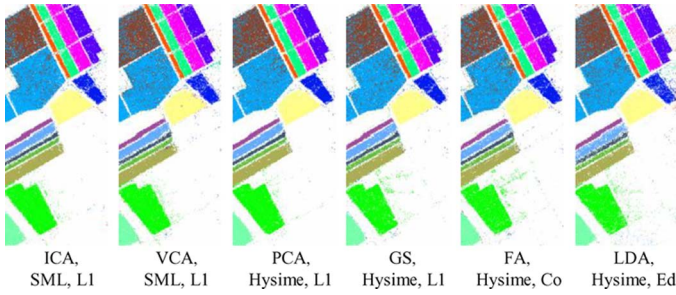 ICA,
SML, L1
VCA,
SML, L1
PCA,
Hysime, L1
GS,
Hysime, L1
FA,
Hysime, Co
LDA,
Hysime, Ed